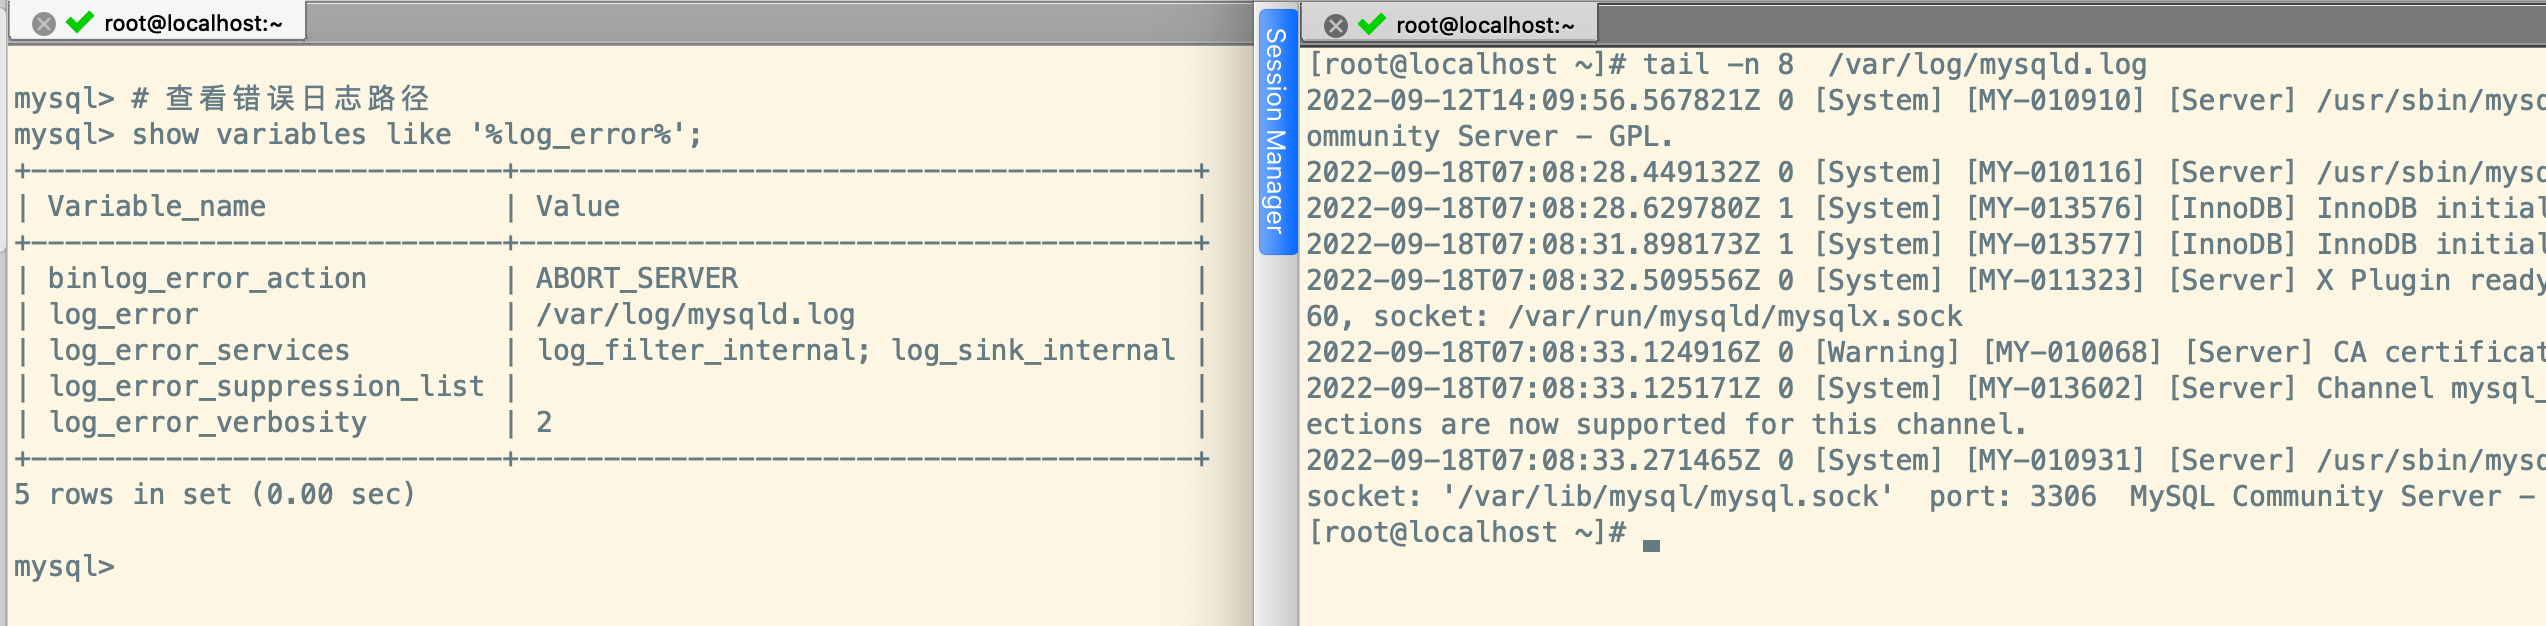 root@localhost:~
mysql> # 查看错误日志路径
mysql> show variables like '%log_error%';
+----------------------------+----------------------------------------+
| Variable_name | Value |
+----------------------------+----------------------------------------+
| binlog_error_action | ABORT_SERVER |
| log_error | /var/log/mysqld.log |
| log_error_services | log_filter_internal; log_sink_internal |
| log_error_suppression_list | |
| log_error_verbosity | 2 |
+----------------------------+----------------------------------------+
5 rows in set (0.00 sec)
mysql>
Session Manager
root@localhost:~
[root@localhost ~]# tail -n 8  /var/log/mysqld.log
2022-09-12T14:09:56.567821Z 0 [System] [MY-010910] [Server] /usr/sbin/mysq
ommunity Server - GPL.
2022-09-18T07:08:28.449132Z 0 [System] [MY-010116] [Server] /usr/sbin/mysq
2022-09-18T07:08:28.629780Z 1 [System] [MY-013576] [InnoDB] InnoDB initial
2022-09-18T07:08:31.898173Z 1 [System] [MY-013577] [InnoDB] InnoDB initial
2022-09-18T07:08:32.509556Z 0 [System] [MY-011323] [Server] X Plugin ready
60, socket: /var/run/mysqld/mysqlx.sock
2022-09-18T07:08:33.124916Z 0 [Warning] [MY-010068] [Server] CA certificat
2022-09-18T07:08:33.125171Z 0 [System] [MY-013602] [Server] Channel mysql_
ections are now supported for this channel.
2022-09-18T07:08:33.271465Z 0 [System] [MY-010931] [Server] /usr/sbin/mysq
socket: '/var/lib/mysql/mysql.sock'  port: 3306  MySQL Community Server -
[root@localhost ~]#